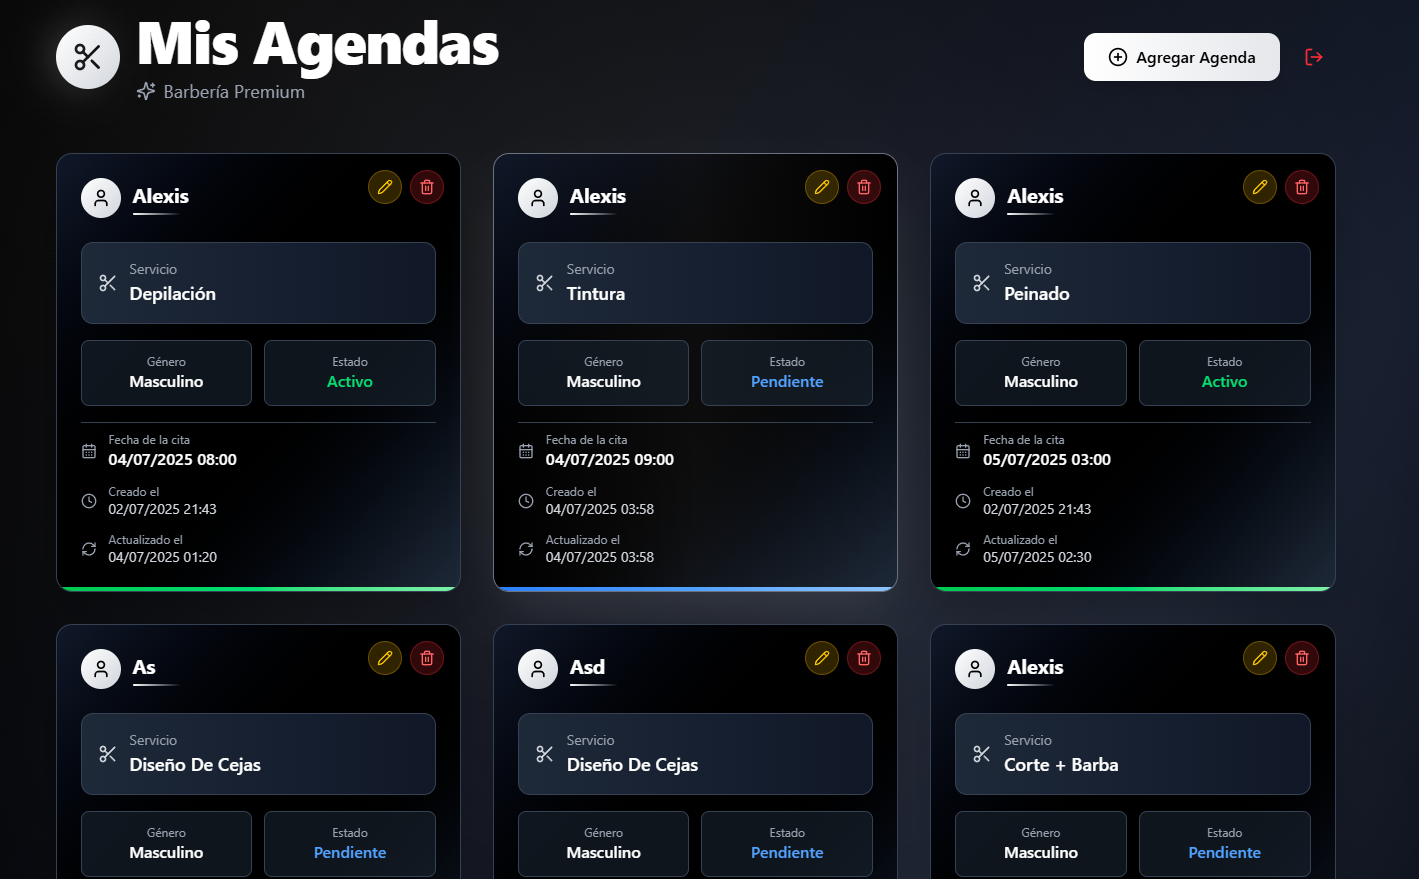 Mis Agendas
Barbería Premium
Agregar Agenda
Alexis
Servicio
Depilación
Género
Masculino
Estado
Activo
Fecha de la cita
04/07/2025 08:00
Creado el
02/07/2025 21:43
Actualizado el
04/07/2025 01:20
Alexis
Servicio
Tintura
Género
Masculino
Estado
Pendiente
Fecha de la cita
04/07/2025 09:00
Creado el
04/07/2025 03:58
Actualizado el
04/07/2025 03:58
Alexis
Servicio
Peinado
Género
Masculino
Estado
Activo
Fecha de la cita
05/07/2025 03:00
Creado el
02/07/2025 21:43
Actualizado el
05/07/2025 02:30
As
Servicio
Diseño De Cejas
Género
Masculino
Estado
Pendiente
Asd
Servicio
Diseño De Cejas
Género
Masculino
Estado
Pendiente
Alexis
Servicio
Corte + Barba
Género
Masculino
Estado
Pendiente